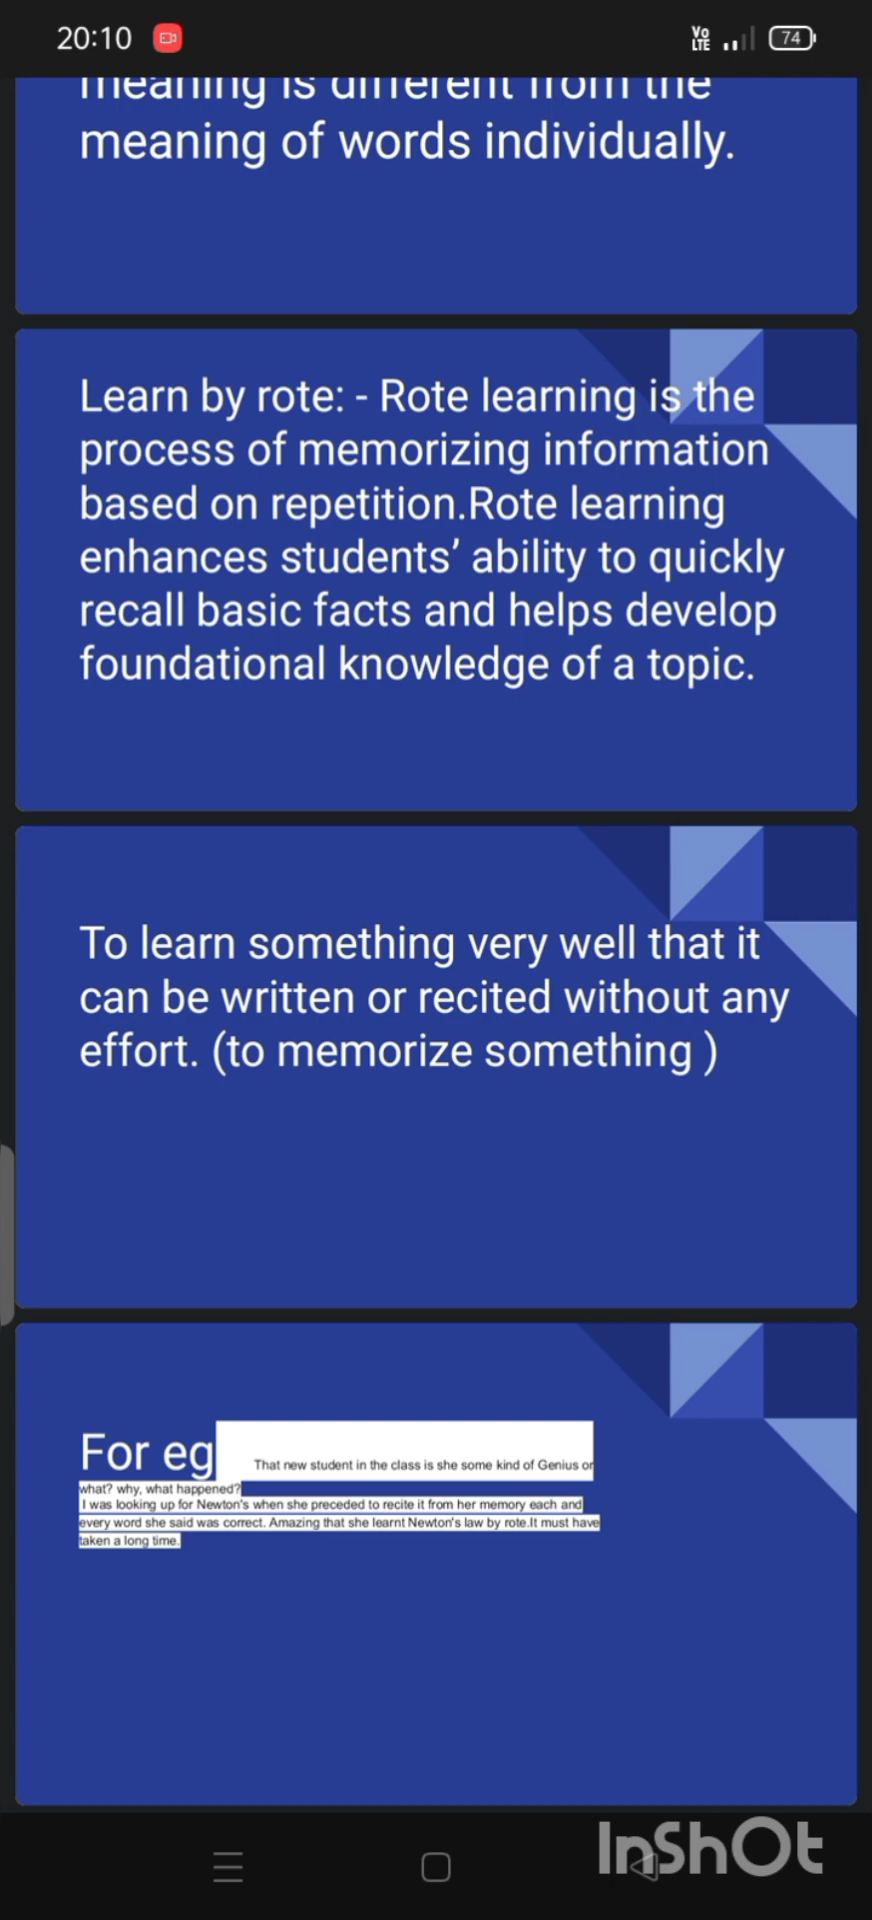 20:10
Vo
LTE
74
meaning is different from the
meaning of words individually.
Learn by rote: - Rote learning is the
process of memorizing information
based on repetition.Rote learning
enhances students’ ability to quickly
recall basic facts and helps develop
foundational knowledge of a topic.
To learn something very well that it
can be written or recited without any
effort. (to memorize something )
For eg That new student in the class is she some kind of Genius or
what? why, what happened?
I was looking up for Newton's when she preceded to recite it from her memory each and
every word she said was correct. Amazing that she learnt Newton's law by rote.It must have
taken a long time.
InShOt